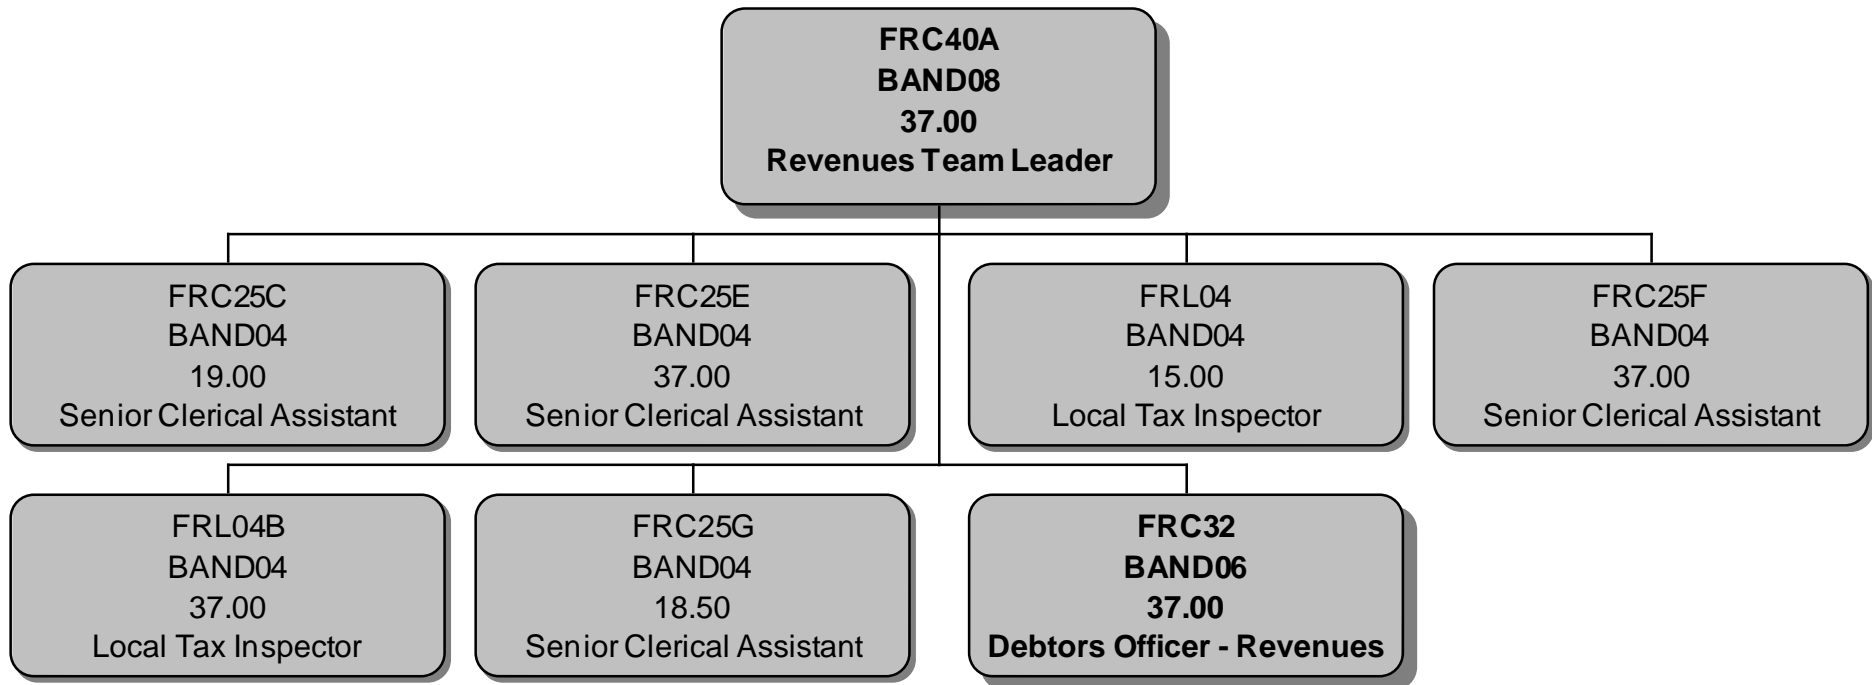 FRC40A
BAND08
37.00
Revenues Team Leader
FRC25C
BAND04
19.00
Senior Clerical Assistant
FRC25E
BAND04
37.00
Senior Clerical Assistant
FRL04
BAND04
15.00
Local Tax Inspector
FRC25F
BAND04
37.00
Senior Clerical Assistant
FRL04B
BAND04
37.00
Local Tax Inspector
FRC25G
BAND04
18.50
Senior Clerical Assistant
FRC32
BAND06
37.00
Debtors Officer - Revenues